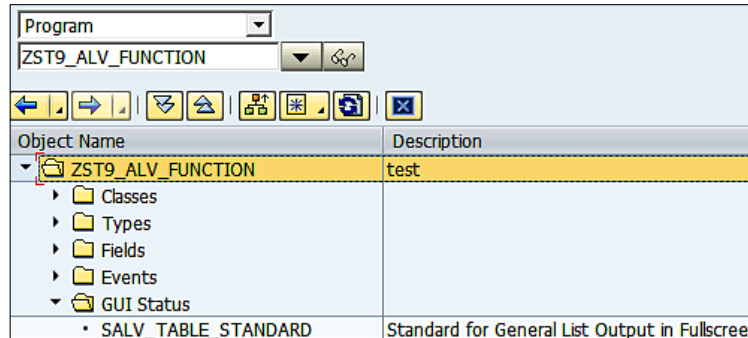 Program
ZST9_ALV_FUNCTION
Object Name Description
ZST9_ALV_FUNCTION test
Classes
Types
Fields
Events
GUI Status
SALV_TABLE_STANDARD Standard for General List Output in Fullscree